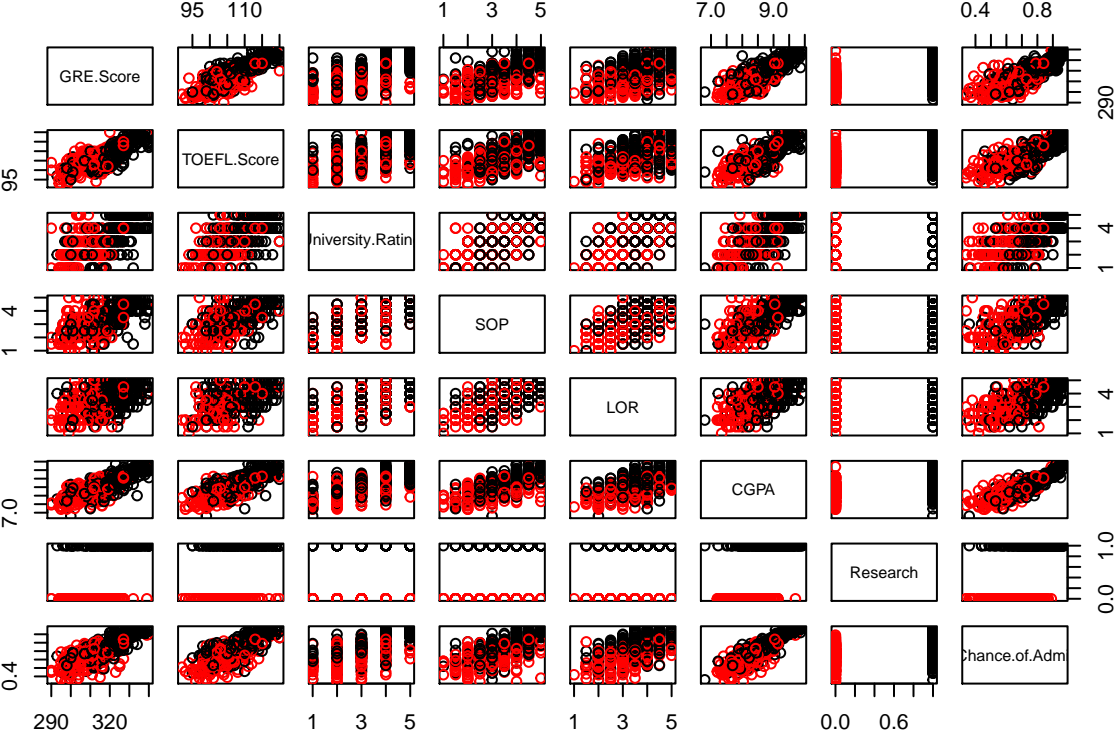 95 110 1 3 5 7.0 9.0 0.4 0.8
GRE.Score
290
TOEFL.Score
95
University.Ratin
4
1
4
SOP
1
LOR
4
1
CGPA
7.0
1.0
Research
0.0
Chance.of.Adm
0.4
290 320 1 3 5 1 3 5 0.0 0.6